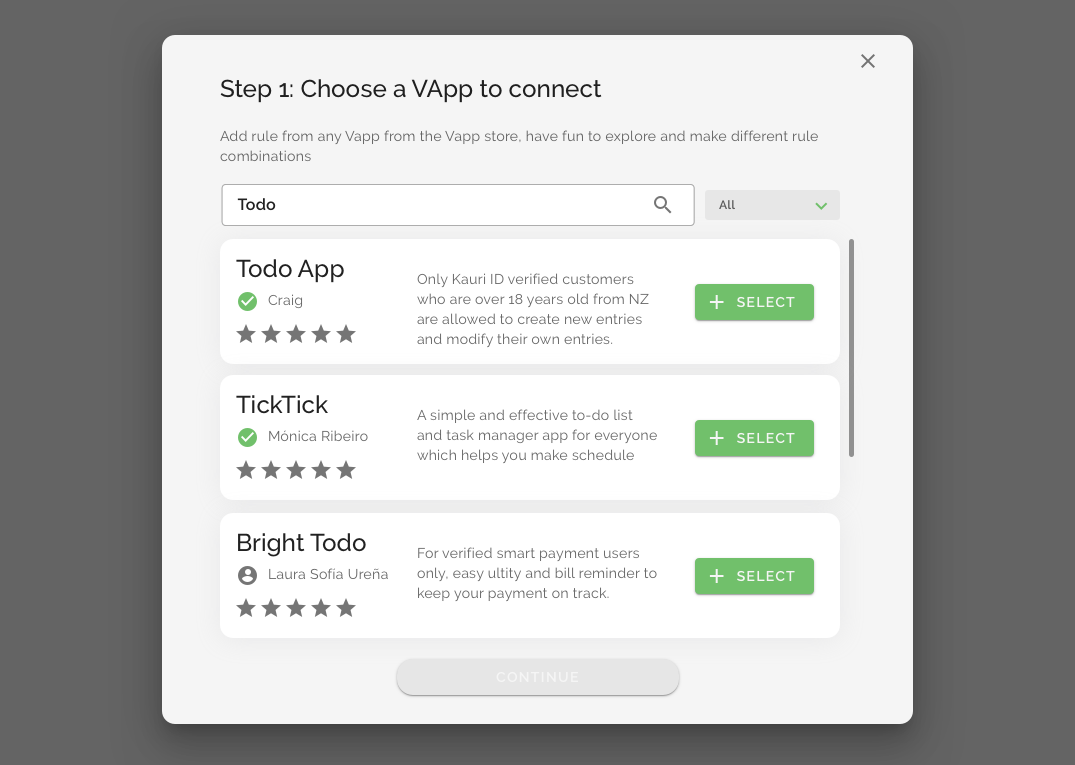 Step 1: Choose a VApp to connect
Add rule from any Vapp from the Vapp store, have fun to explore and make different rule
combinations
Todo
All
Todo App
Craig
Only Kauri ID verified customers
who are over 18 years old from NZ
are allowed to create new entries
and modify their own entries.
SELECT
TickTick
Mónica Ribeiro
A simple and effective to-do list
and task manager app for everyone
which helps you make schedule
SELECT
Bright Todo
Laura Sofía Ureña
For verified smart payment users
only, easy ultity and bill reminder to
keep your payment on track.
SELECT
CONTINUE